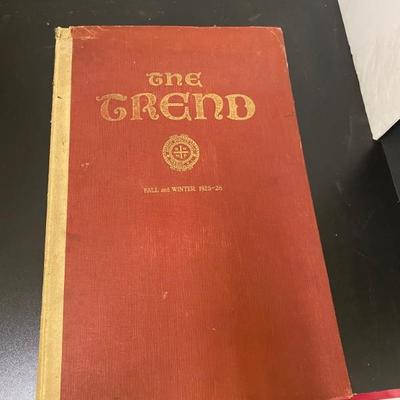 THE
TREND
FALL and WINTER 1925-26